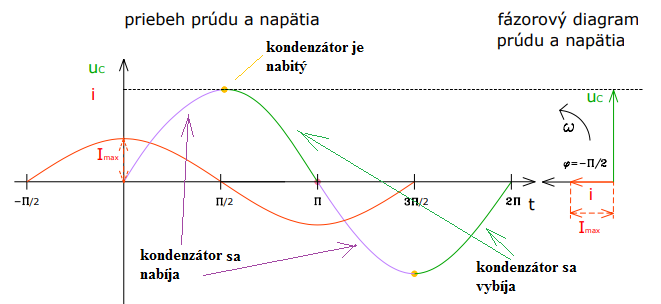 priebeh prúdu a napätia
fázorový diagram
prúdu a napätia
kondenzátor je
nabitý
uC
i
Imax
-Π/2
Π/2
Π
3Π/2
2Π
t
kondenzátor sa
nabíja
kondenzátor sa
vybíja
uC
ω
φ=-Π/2
i
Imax